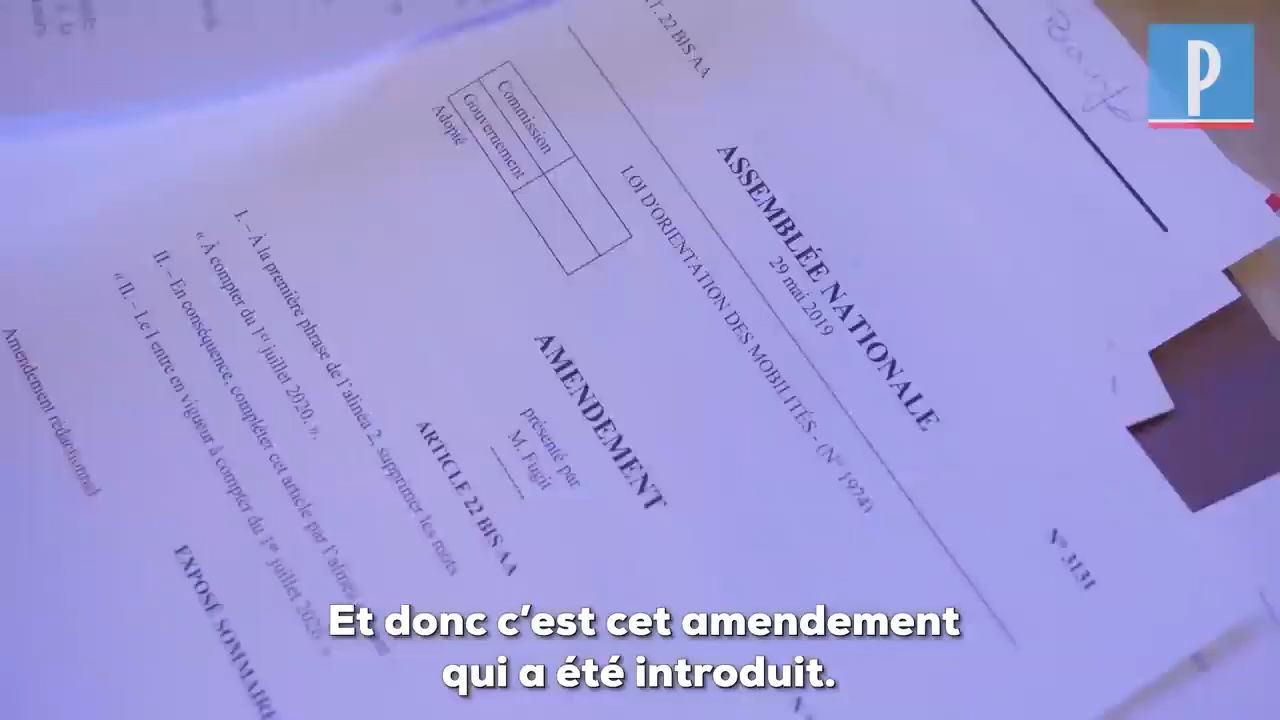 P
T. 22 BIS AA
ASSEMBLÉE NATIONALE
29 mai 2019
LOI D'ORIENTATION DES MOBILITÉS - (N° 1974)
Commission
Gouvernement
Adopté
N° 3131
AMENDEMENT
présenté par
M. Fugit
ARTICLE 22 BIS AA
I. – À la première phrase de l'alinéa 2, supprimer les mots
« À compter du 1er juillet 2020, ».
II. – En conséquence, compléter cet article par l'alinéa
« II. – Le I entre en vigueur à compter du 1er juillet 2020. »
EXPOSÉ SOMMAIRE
Amendement rédactionnel
Et donc c'est cet amendement
qui a été introduit.